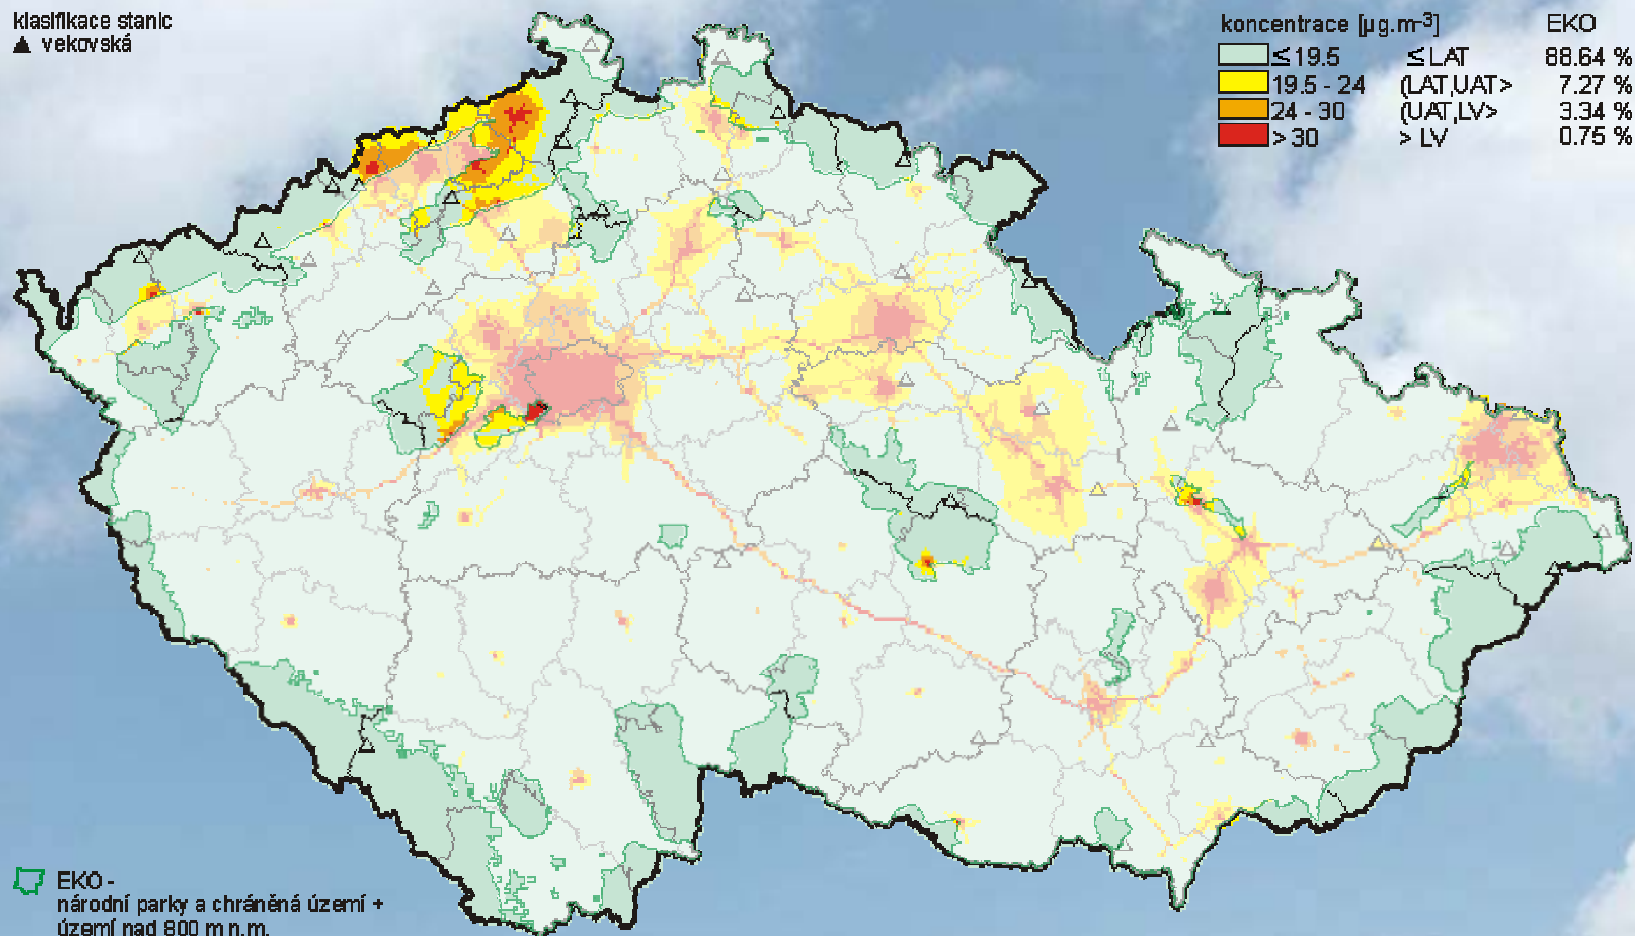 klasifikace stanic
▲ vekovská
koncentrace [µg.m⁻³] EKO
≤19.5 ≤LAT 88.64 %
19.5 - 24 (LAT,UAT> 7.27 %
24 - 30 (UAT,LV> 3.34 %
> 30 > LV 0.75 %
EKO -
národní parky a chráněná území +
území nad 800 m n.m.